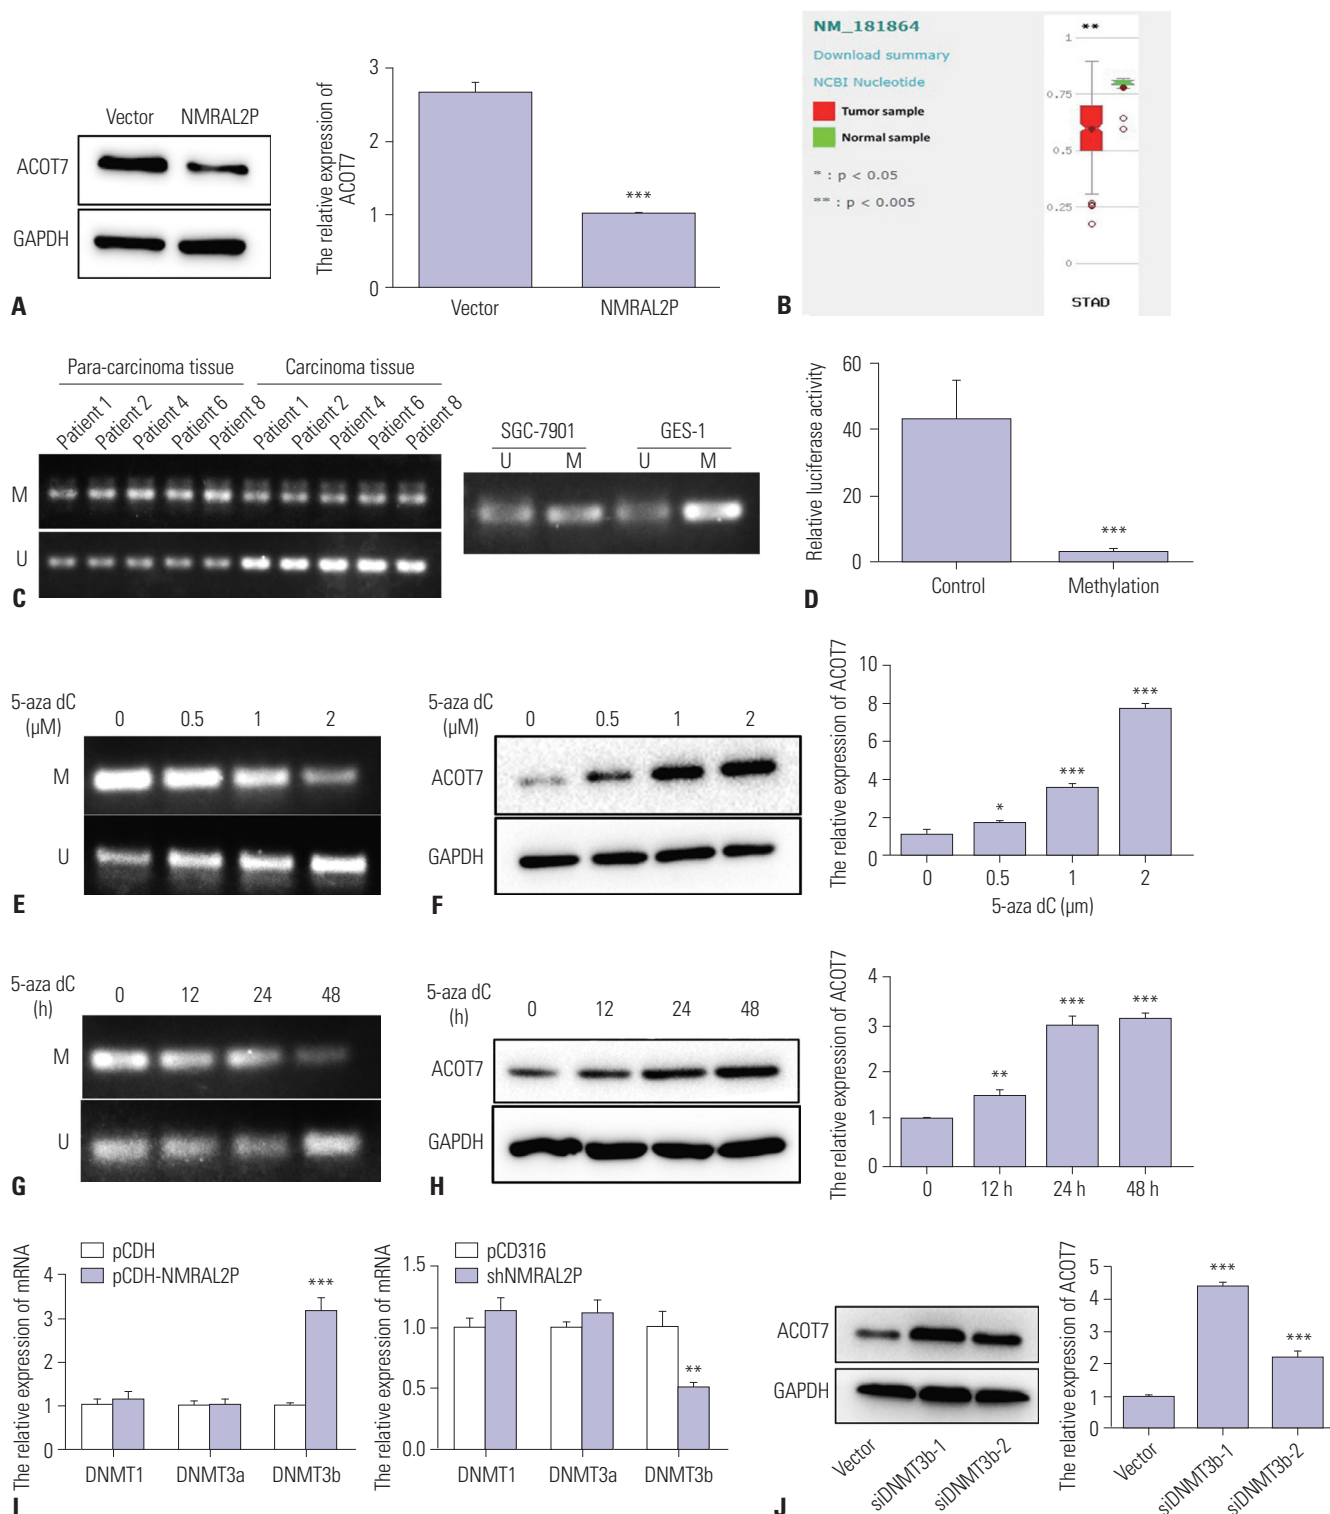 Vector NMRAL2P
ACOT7
GAPDH
The relative expression of
ACOT7
3
2
1
0
***
Vector NMRAL2P
A
NM_181864
Download summary
NCBI Nucleotide
Tumor sample
Normal sample
* : p < 0.05
** : p < 0.005
**
1
0.75
0.5
0.25
0
STAD
B
Para-carcinoma tissue Carcinoma tissue
Patient 1 Patient 2 Patient 4 Patient 6 Patient 8 Patient 1 Patient 2 Patient 4 Patient 6 Patient 8
M
U
SGC-7901 GES-1
U M U M
C
Relative luciferase activity
60
40
20
0
***
Control Methylation
D
5-aza dC
(µM)
0 0.5 1 2
M
U
E
5-aza dC
(µM)
0 0.5 1 2
ACOT7
GAPDH
F
The relative expression of ACOT7
10
8
6
4
2
0
* *** ***
0 0.5 1 2
5-aza dC (µm)
5-aza dC
(h)
0 12 24 48
M
U
G
5-aza dC
(h)
0 12 24 48
ACOT7
GAPDH
H
The relative expression of ACOT7
4
3
2
1
0
** *** ***
0 12 h 24 h 48 h
The relative expression of mRNA
pCDH
pCDH-NMRAL2P
4
3
2
1
0
***
DNMT1 DNMT3a DNMT3b
The relative expression of mRNA
pCD316
shNMRAL2P
1.5
1.0
0.5
0.0
**
DNMT1 DNMT3a DNMT3b
I
ACOT7
GAPDH
Vector siDNMT3b-1 siDNMT3b-2
The relative expression of ACOT7
5
4
3
2
1
0
*** ***
Vector siDNMT3b-1 siDNMT3b-2
J